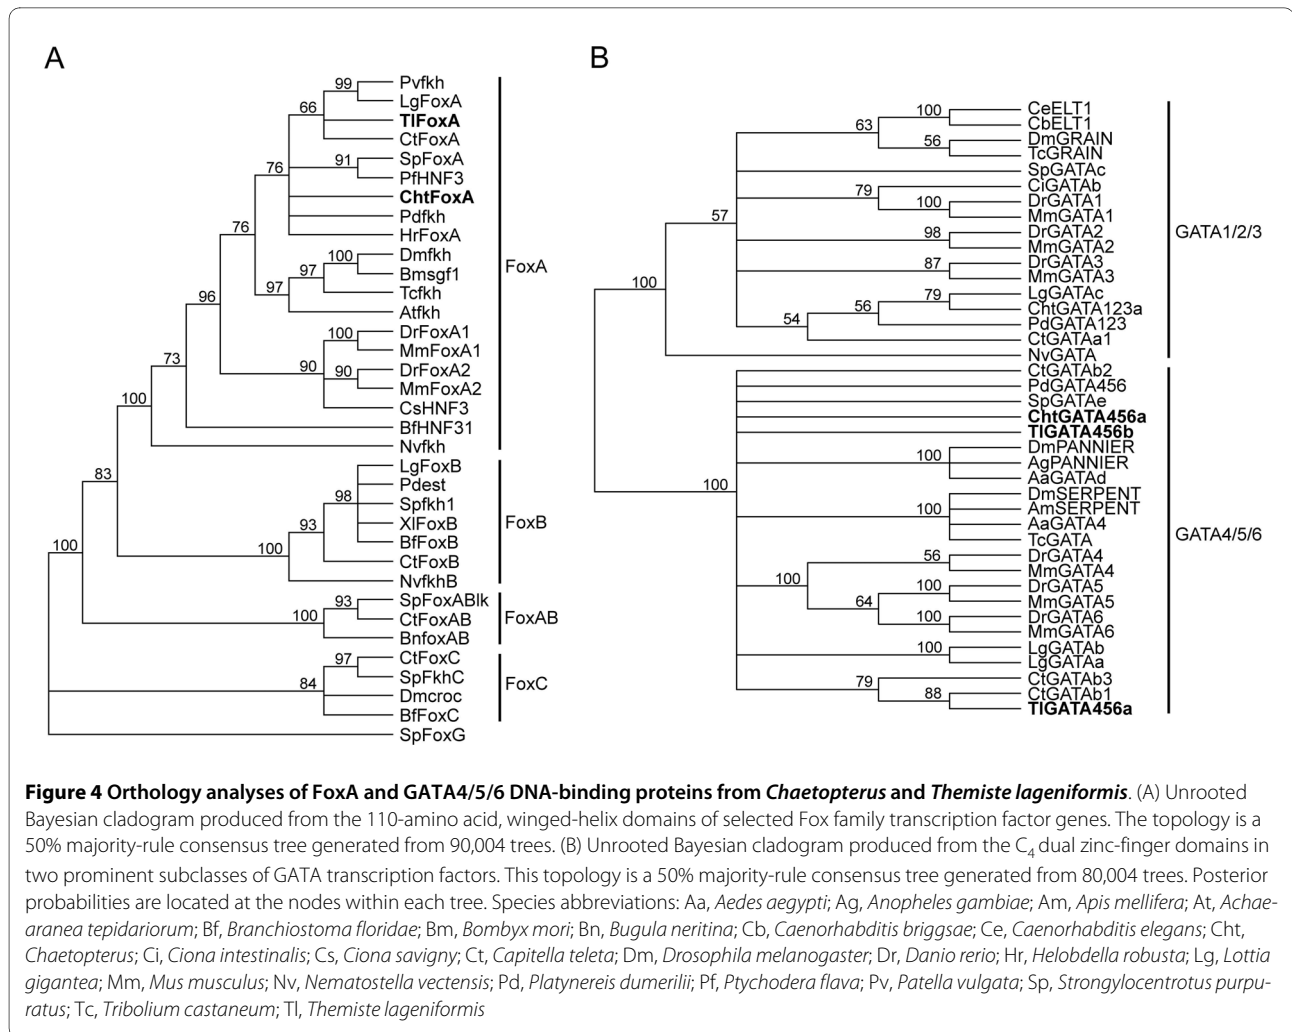 A
99
Pvfkh
LgFoxA
66
TlFoxA
CtFoxA
76
91
SpFoxA
PfHNF3
ChtFoxA
Pdfkh
HrFoxA
76
100
Dmfkh
Bmsgf1
97
Tcfkh
97
Atfkh
FoxA
96
100
DrFoxA1
MmFoxA1
90
90
DrFoxA2
MmFoxA2
CsHNF3
73
BfHNF31
100
Nvfkh
83
LgFoxB
Pdest
98
Spfkh1
XlFoxB
93
BfFoxB
CtFoxB
100
NvfkhB
FoxB
100
93
SpFoxABlk
CtFoxAB
100
BnfoxAB
FoxAB
97
CtFoxC
SpFkhC
84
Dmcroc
BfFoxC
FoxC
SpFoxG
B
100
CeELT1
CbELT1
63
56
DmGRAIN
TcGRAIN
SpGATAc
79
CiGATAb
100
DrGATA1
MmGATA1
57
98
DrGATA2
MmGATA2
GATA1/2/3
87
DrGATA3
MmGATA3
100
79
LgGATAc
56
ChtGATA123a
54
PdGATA123
CtGATAa1
NvGATA
CtGATAb2
PdGATA456
SpGATAe
ChtGATA456a
TlGATA456b
100
DmPANNIER
AgPANNIER
AaGATAd
100
DmSERPENT
100
AmSERPENT
AaGATA4
TcGATA
GATA4/5/6
56
DrGATA4
MmGATA4
100
100
DrGATA5
64
MmGATA5
100
DrGATA6
MmGATA6
100
LgGATAb
LgGATAa
79
CtGATAb3
88
CtGATAb1
TlGATA456a
Figure 4 Orthology analyses of FoxA and GATA4/5/6 DNA-binding proteins from Chaetopterus and Themiste lageniformis. (A) Unrooted
Bayesian cladogram produced from the 110-amino acid, winged-helix domains of selected Fox family transcription factor genes. The topology is a
50% majority-rule consensus tree generated from 90,004 trees. (B) Unrooted Bayesian cladogram produced from the C4 dual zinc-finger domains in
two prominent subclasses of GATA transcription factors. This topology is a 50% majority-rule consensus tree generated from 80,004 trees. Posterior
probabilities are located at the nodes within each tree. Species abbreviations: Aa, Aedes aegypti; Ag, Anopheles gambiae; Am, Apis mellifera; At, Achae-
aranea tepidariorum; Bf, Branchiostoma floridae; Bm, Bombyx mori; Bn, Bugula neritina; Cb, Caenorhabditis briggsae; Ce, Caenorhabditis elegans; Cht,
Chaetopterus; Ci, Ciona intestinalis; Cs, Ciona savigny; Ct, Capitella teleta; Dm, Drosophila melanogaster; Dr, Danio rerio; Hr, Helobdella robusta; Lg, Lottia
gigantea; Mm, Mus musculus; Nv, Nematostella vectensis; Pd, Platynereis dumerilii; Pf, Ptychodera flava; Pv, Patella vulgata; Sp, Strongylocentrotus purpu-
ratus; Tc, Tribolium castaneum; Tl, Themiste lageniformis